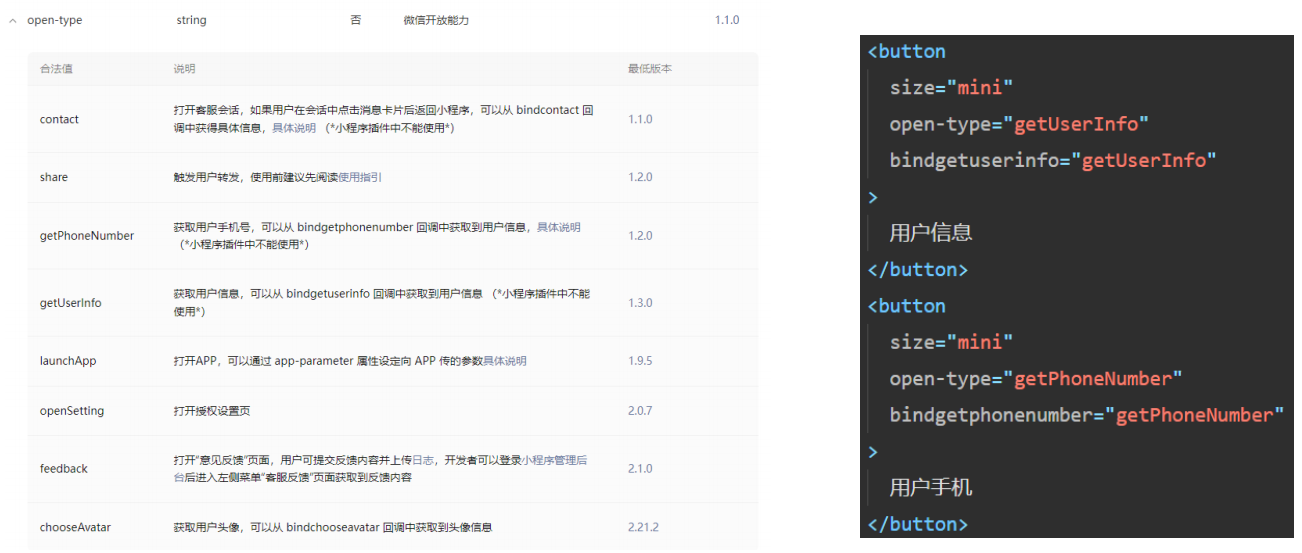 open-type string 否 微信开放能力 1.1.0
合法值 说明 最低版本
contact 打开客服会话，如果用户在会话中点击消息卡片后返回小程序，可以从 bindcontact 回
调中获得具体信息，具体说明 （*小程序插件中不能使用*） 1.1.0
share 触发用户转发，使用前建议先阅读使用指引 1.2.0
getPhoneNumber 获取用户手机号，可以从 bindgetphonenumber 回调中获取到用户信息，具体说明
（*小程序插件中不能使用*） 1.2.0
getUserInfo 获取用户信息，可以从 bindgetuserinfo 回调中获取到用户信息 （*小程序插件中不能
使用*） 1.3.0
launchApp 打开APP，可以通过 app-parameter 属性设定向 APP 传的参数具体说明 1.9.5
openSetting 打开授权设置页 2.0.7
feedback 打开“意见反馈”页面，用户可提交反馈内容并上传日志，开发者可以登录小程序管理后
台后进入左侧菜单“客服反馈”页面获取到反馈内容 2.1.0
chooseAvatar 获取用户头像，可以从 bindchooseavatar 回调中获取到头像信息 2.21.2
<button
size="mini"
open-type="getUserInfo"
bindgetuserinfo="getUserInfo"
>
用户信息
</button>
<button
size="mini"
open-type="getPhoneNumber"
bindgetphonenumber="getPhoneNumber"
>
用户手机
</button>